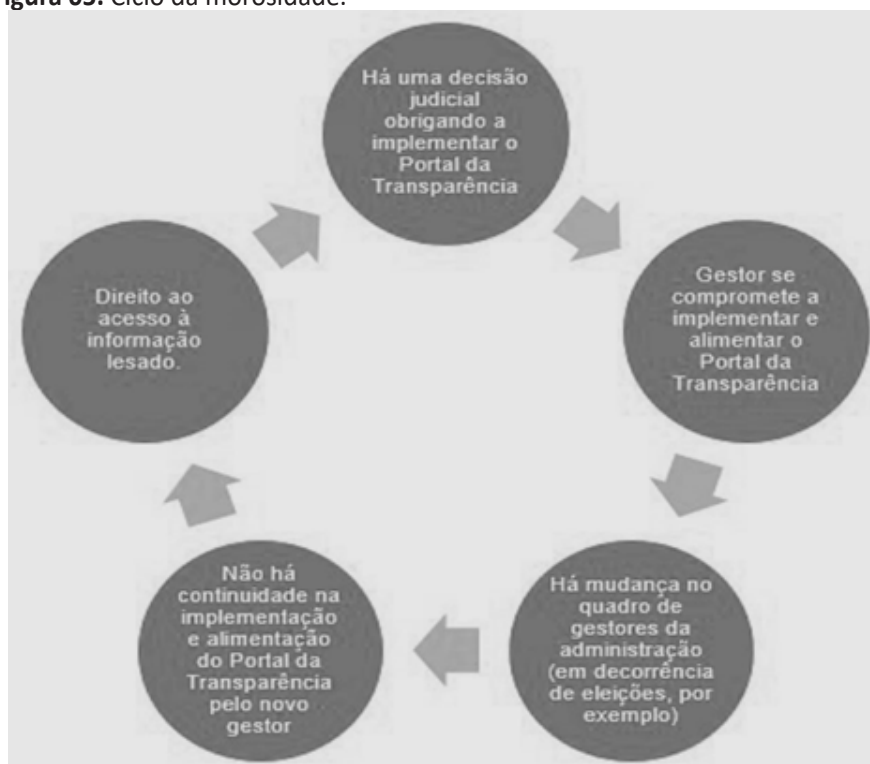 igura 05. Ciclo da morosidade.
Há uma decisão
judicial
obrigando a
implementar o
Portal da
Transparência
Gestor se
compromete a
implementar e
alimentar o
Portal da
Transparência
Há mudança no
quadro de
gestores da
administração
(em decorrência
de eleições, por
exemplo)
Não há
continuidade na
implementação
e alimentação
do Portal da
Transparência
pelo novo
gestor
Direito ao
acesso à
informação
lesado.